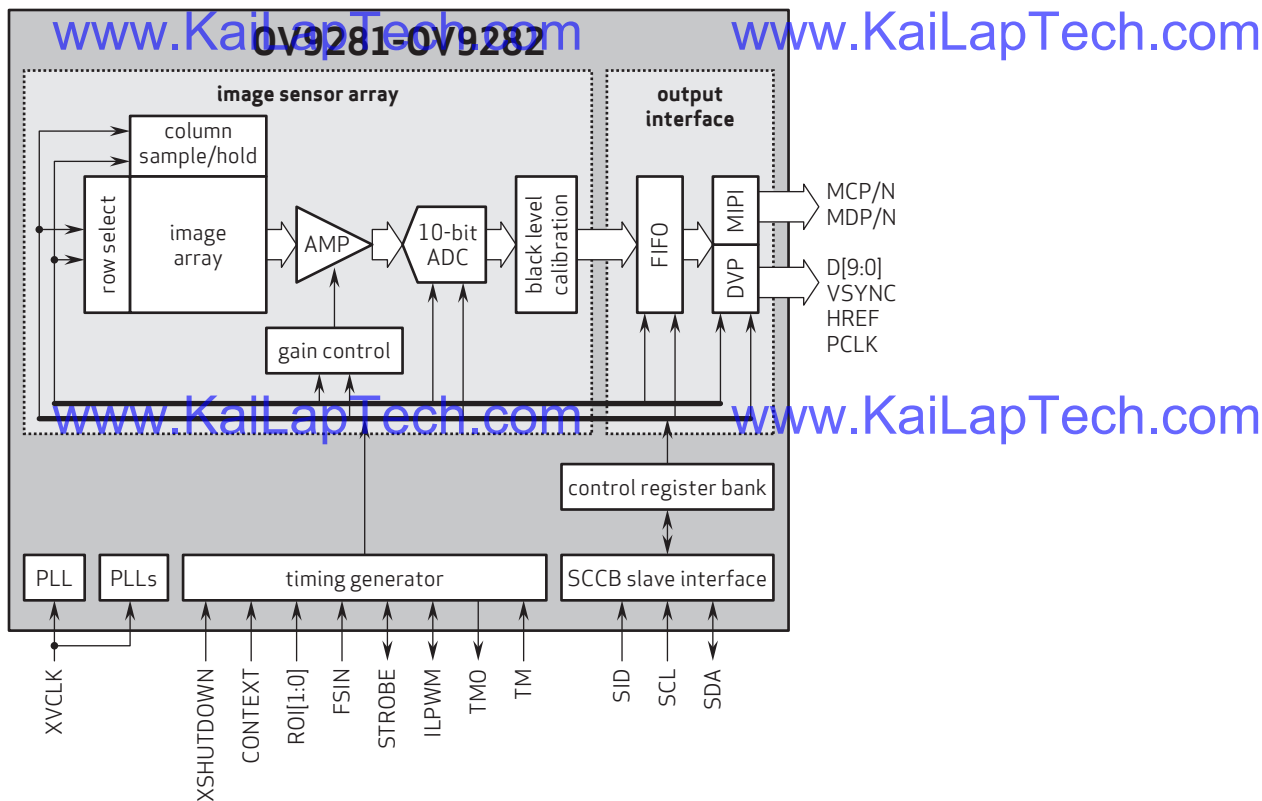 www.KaiLapTech.com
www.KaiLapTech.com
OV9281-OV9282
image sensor array
output
interface
column
sample/hold
row select
image
array
AMP
10-bit
ADC
black level
calibration
FIFO
MIPI
DVP
MCP/N
MDP/N
D[9:0]
VSYNC
HREF
PCLK
gain control
www.KaiLapTech.com
www.KaiLapTech.com
control register bank
PLL
PLLs
timing generator
SCCB slave interface
XVCLK
XSHUTDOWN
CONTEXT
ROI[1:0]
FSIN
STROBE
ILPWM
TMO
TM
SID
SCL
SDA